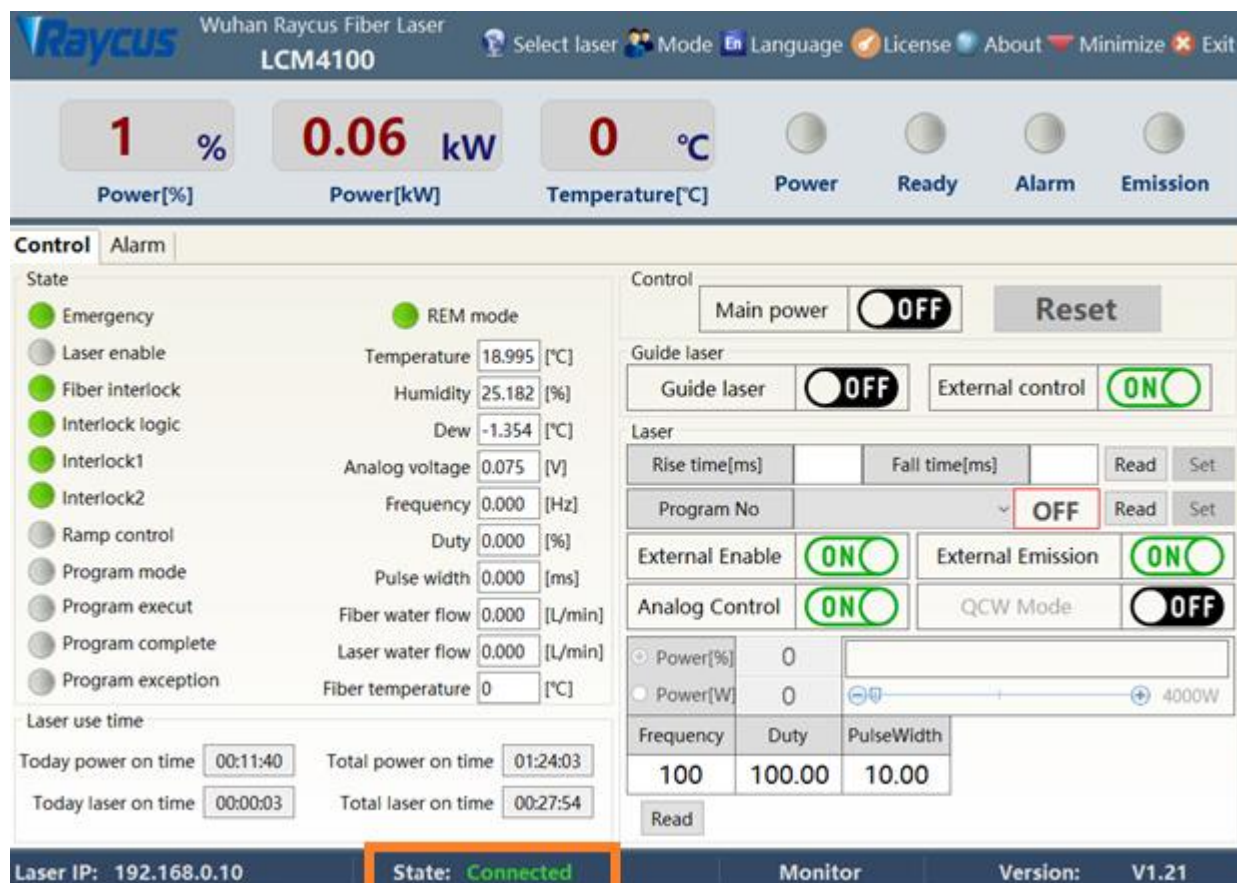 Raycus
Wuhan Raycus Fiber Laser
LCM4100
Select laser Mode En Language License About Minimize Exit
1 % 0.06 kW 0 ℃
Power[%] Power[kW] Temperature[℃] Power Ready Alarm Emission
Control Alarm
State
Emergency REM mode
Laser enable Temperature 18.995 [℃]
Fiber interlock Humidity 25.182 [%]
Interlock logic Dew -1.354 [℃]
Interlock1 Analog voltage 0.075 [V]
Interlock2 Frequency 0.000 [Hz]
Ramp control Duty 0.000 [%]
Program mode Pulse width 0.000 [ms]
Program execut Fiber water flow 0.000 [L/min]
Program complete Laser water flow 0.000 [L/min]
Program exception Fiber temperature 0 [℃]
Laser use time
Today power on time 00:11:40 Total power on time 01:24:03
Today laser on time 00:00:03 Total laser on time 00:27:54
Control
Main power OFF Reset
Guide laser
Guide laser OFF External control ON
Laser
Rise time[ms] Fall time[ms] Read Set
Program No OFF Read Set
External Enable ON External Emission ON
Analog Control ON QCW Mode OFF
Power[%] 0
Power[W] 0 4000W
Frequency Duty PulseWidth
100 100.00 10.00
Read
Laser IP: 192.168.0.10 State: Connected Monitor Version: V1.21